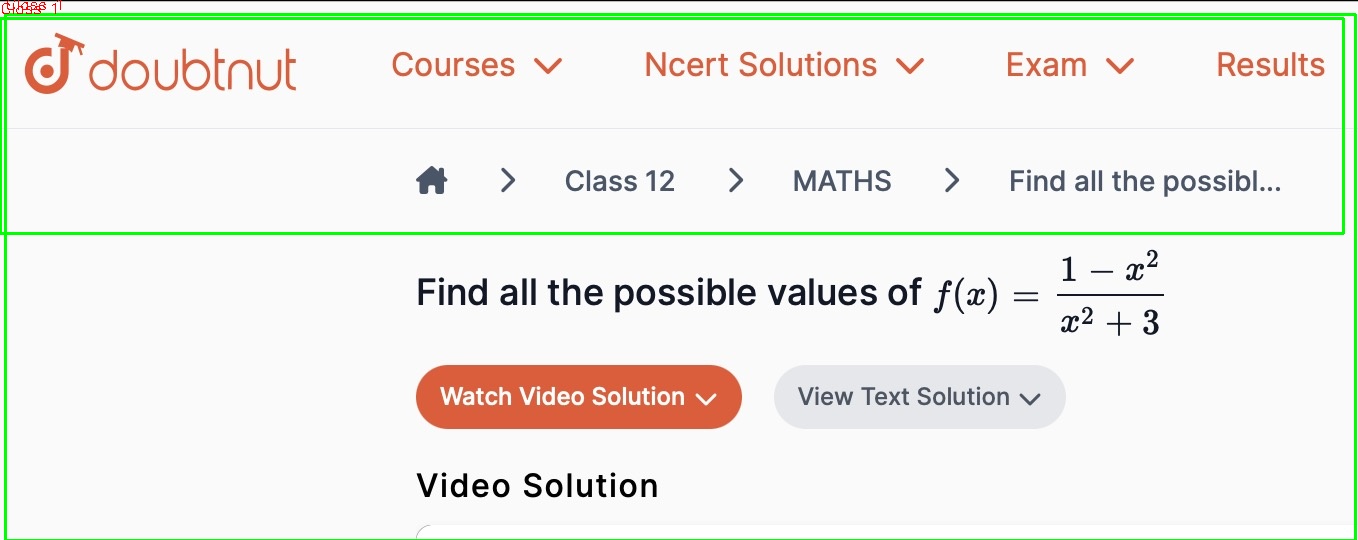 Class 1
Class 1
doubtnut Courses Ncert Solutions Exam Results
Class 12 MATHS Find all the possibl...
Find all the possible values of f(x) = \frac{1 - x^2}{x^2 + 3}
Watch Video Solution View Text Solution
Video Solution